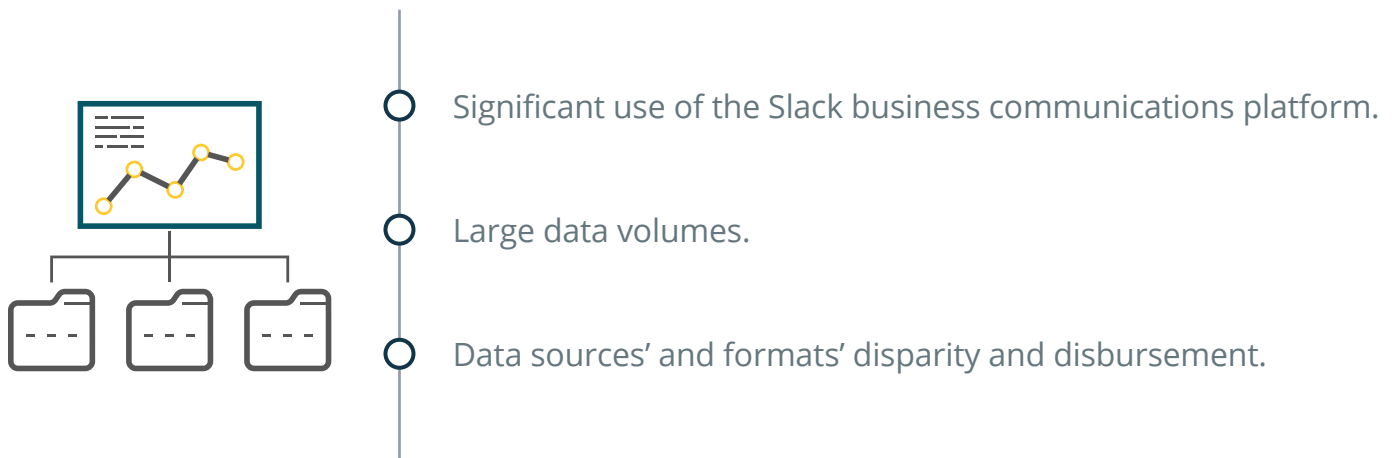 Significant use of the Slack business communications platform.
Large data volumes.
Data sources’ and formats’ disparity and disbursement.